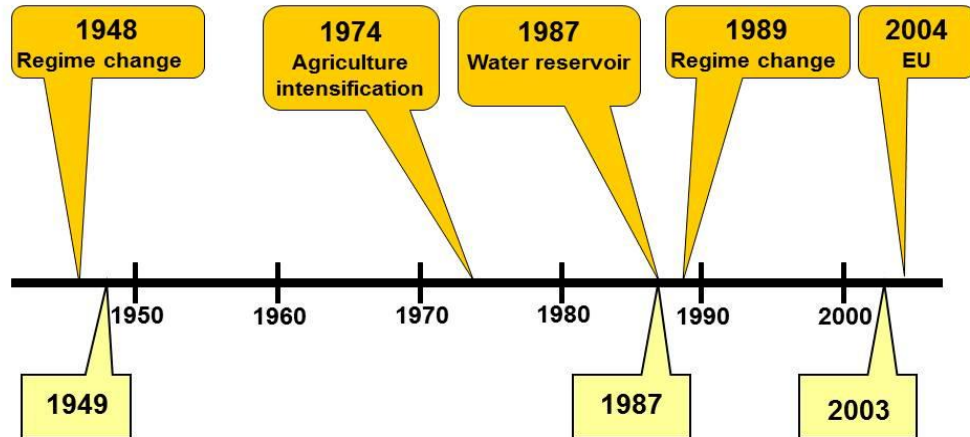 1948
Regime change
1974
Agriculture
intensification
1987
Water reservoir
1989
Regime change
2004
EU
1950
1960
1970
1980
1990
2000
1949
1987
2003